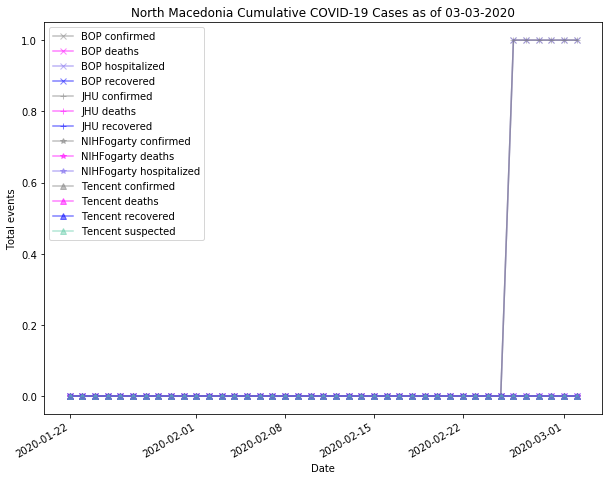 North Macedonia Cumulative COVID-19 Cases as of 03-03-2020
BOP confirmed
BOP deaths
BOP hospitalized
BOP recovered
JHU confirmed
JHU deaths
JHU recovered
NIHFogarty confirmed
NIHFogarty deaths
NIHFogarty hospitalized
Tencent confirmed
Tencent deaths
Tencent recovered
Tencent suspected
Total events
1.0
0.8
0.6
0.4
0.2
0.0
2020-01-22
2020-02-01
2020-02-08
2020-02-15
2020-02-22
2020-03-01
Date